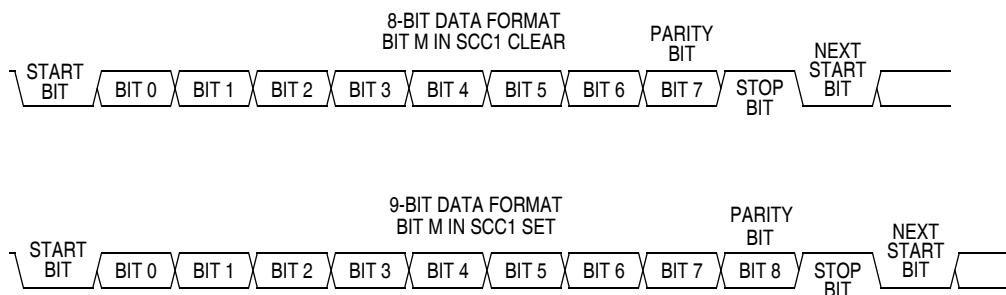 8-BIT DATA FORMAT
BIT M IN SCC1 CLEAR
PARITY
BIT
START
BIT
BIT 0
BIT 1
BIT 2
BIT 3
BIT 4
BIT 5
BIT 6
BIT 7
STOP
BIT
NEXT
START
BIT
9-BIT DATA FORMAT
BIT M IN SCC1 SET
PARITY
BIT
START
BIT
BIT 0
BIT 1
BIT 2
BIT 3
BIT 4
BIT 5
BIT 6
BIT 7
BIT 8
STOP
BIT
NEXT
START
BIT